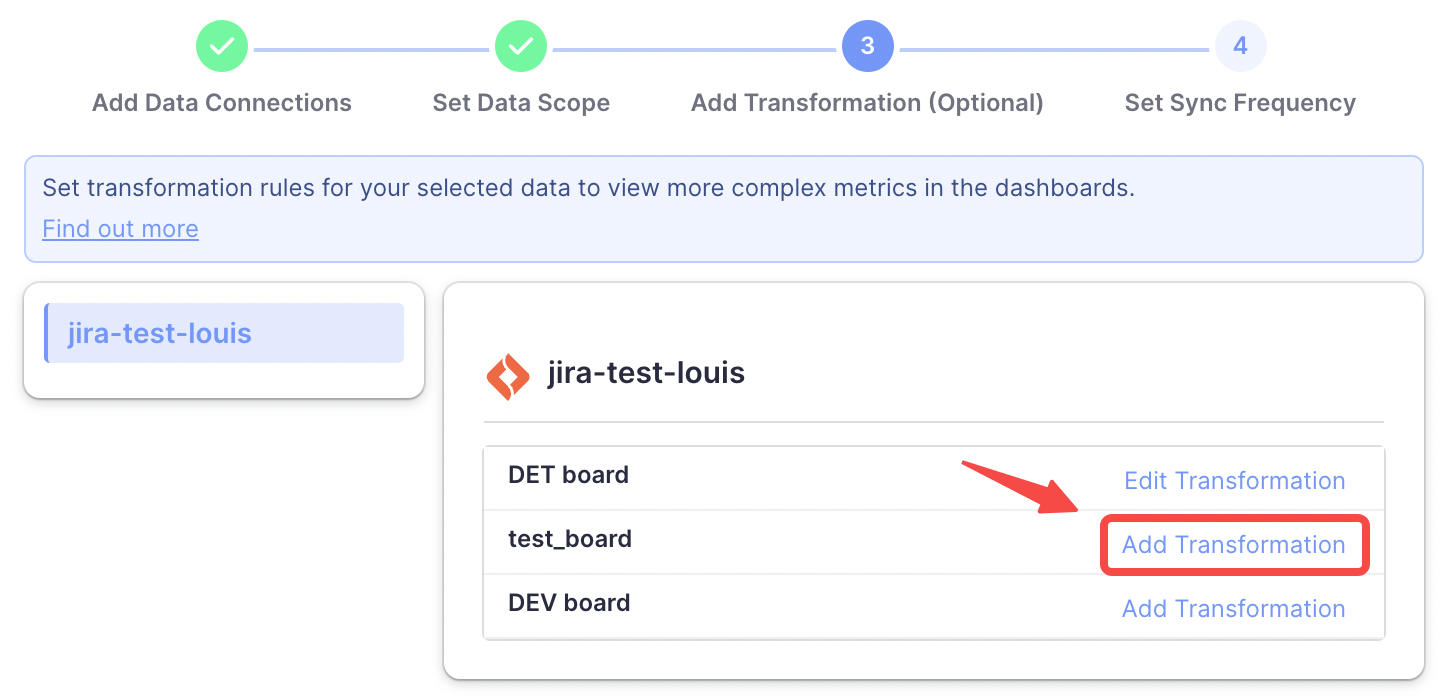 3
4
Add Data Connections
Set Data Scope
Add Transformation (Optional)
Set Sync Frequency
Set transformation rules for your selected data to view more complex metrics in the dashboards.
Find out more
jira-test-louis
jira-test-louis
DET board
Edit Transformation
test_board
Add Transformation
DEV board
Add Transformation